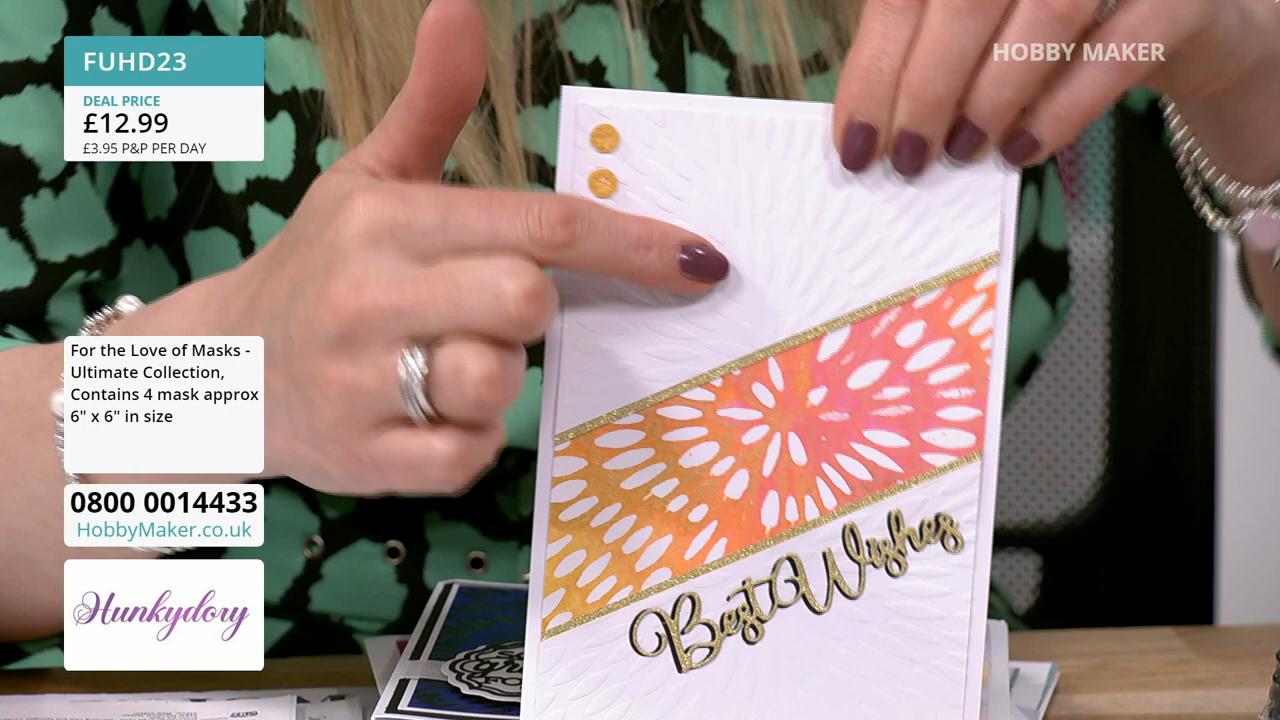 FUHD23
DEAL PRICE
£12.99
£3.95 P&P PER DAY
HOBBY MAKER
For the Love of Masks -
Ultimate Collection,
Contains 4 mask approx
6" x 6" in size
0800 0014433
HobbyMaker.co.uk
Hunkydory
Best Wishes